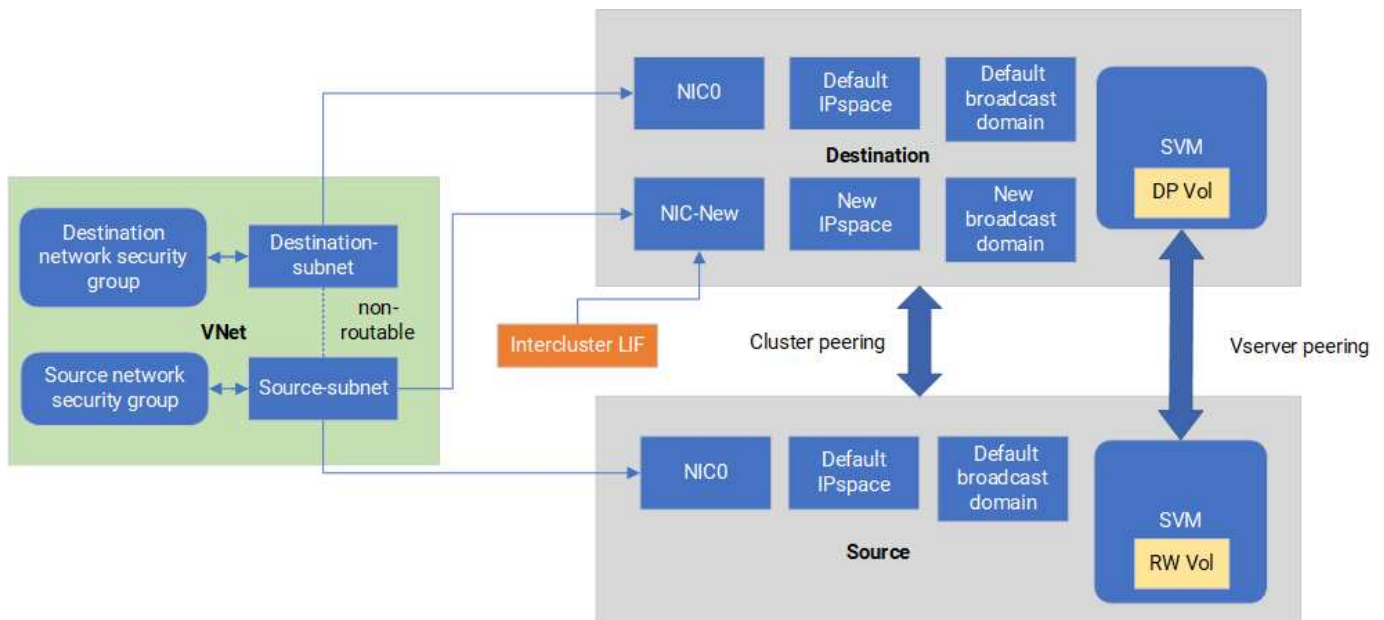 NIC0
Default
IPspace
Default
broadcast
domain
SVM
DP Vol
Destination
NIC-New
New
IPspace
New
broadcast
domain
Destination
network security
group
Destination-
subnet
VNet
non-
routable
Source network
security group
Source-subnet
Intercluster LIF
Cluster peering
Vserver peering
NIC0
Default
IPspace
Default
broadcast
domain
SVM
RW Vol
Source